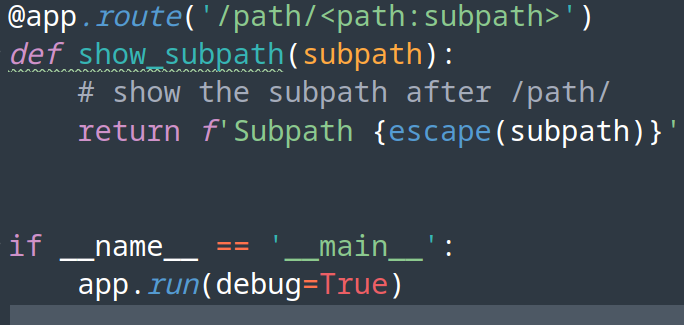 @app.route('/path/<path:subpath>')
def show_subpath(subpath):
    # show the subpath after /path/
    return f'Subpath {escape(subpath)}'
if __name__ == '__main__':
    app.run(debug=True)